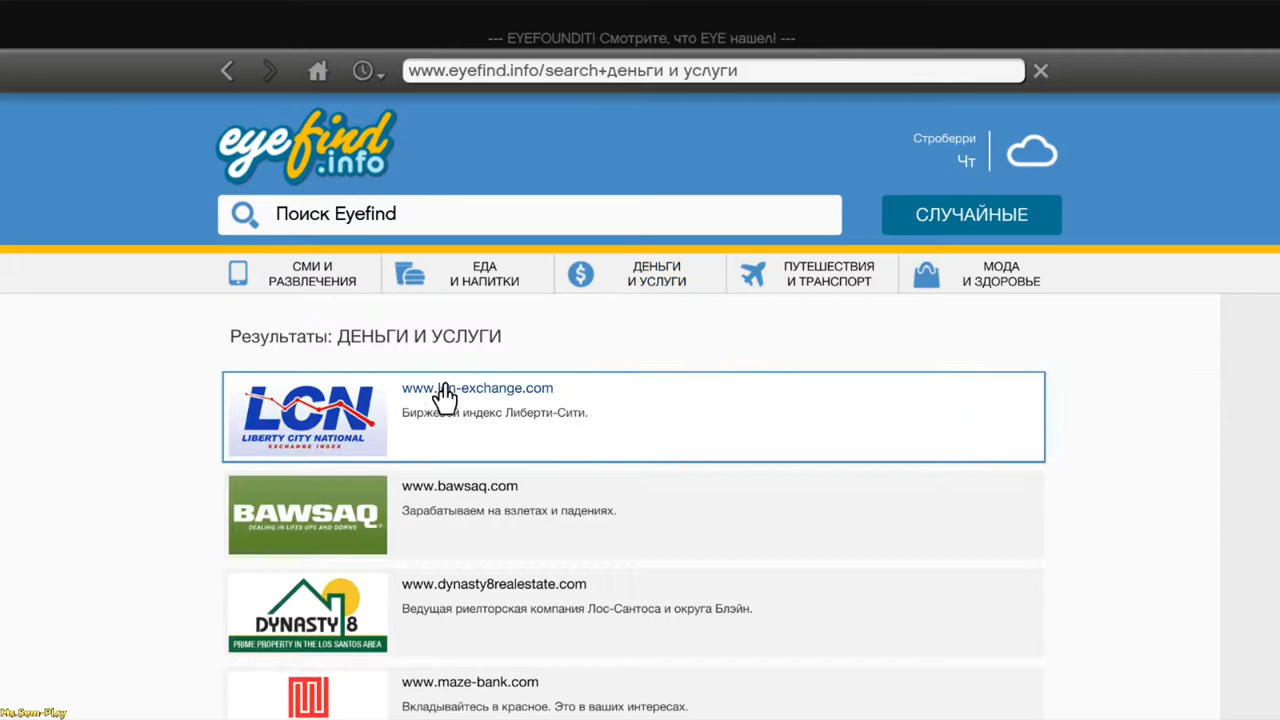 --- EYEFOUNDIT! Смотрите, что EYE нашел! ---
www.eyefind.info/search+деньги и услуги
eyefind
.info
Строберри
Чт
Поиск Eyefind
СЛУЧАЙНЫЕ
СМИ И
РАЗВЛЕЧЕНИЯ
ЕДА
И НАПИТКИ
ДЕНЬГИ
И УСЛУГИ
ПУТЕШЕСТВИЯ
И ТРАНСПОРТ
МОДА
И ЗДОРОВЬЕ
Результаты: ДЕНЬГИ И УСЛУГИ
LCN
LIBERTY CITY NATIONAL
EXCHANGE INDEX
www.lcn-exchange.com
Биржевой индекс Либерти-Сити.
BAWSAQ
DEALING IN LIFE'S UPS AND DOWNS
www.bawsaq.com
Зарабатываем на взлетах и падениях.
DYNASTY 8
PRIME PROPERTY IN THE LOS SANTOS AREA
www.dynasty8realestate.com
Ведущая риелторская компания Лос-Сантоса и округа Блэйн.
www.maze-bank.com
Вкладывайтесь в красное. Это в ваших интересах.
Ms.Sam-Play